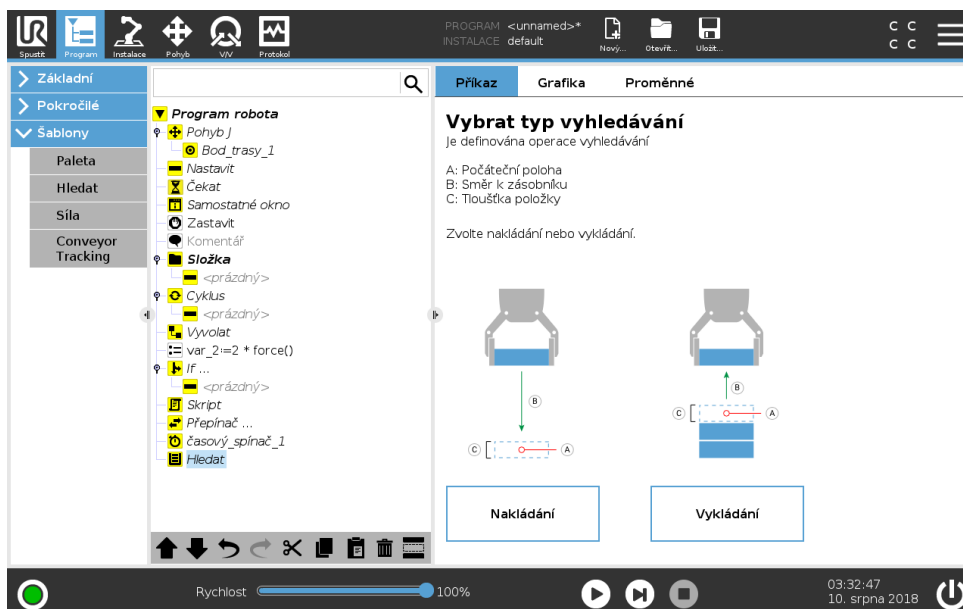 PROGRAM <unnamed>*
INSTALACE default
Spustit
Program
Instalace
Pohyb
V/V
Protokol
Nový...
Otevřít...
Uložit...
C C
C C
Základní
Pokročilé
Šablony
Paleta
Hledat
Síla
Conveyor
Tracking
Program robota
Pohyb J
Bod_trasy_1
Nastavit
Čekat
Samostatné okno
Zastavit
Komentář
Složka
<prázdný>
Cyklus
<prázdný>
Vyvolat
var_2:=2 * force()
If ...
<prázdný>
Skript
Přepínač ...
časový_spínač_1
Hledat
Příkaz
Grafika
Proměnné
Vybrat typ vyhledávání
Je definována operace vyhledávání
A: Počáteční poloha
B: Směr k zásobníku
C: Tloušťka položky
Zvolte nakládání nebo vykládání.
B
C
A
B
C
A
Nakládání
Vykládání
Rychlost
100%
03:32:47
10. srpna 2018